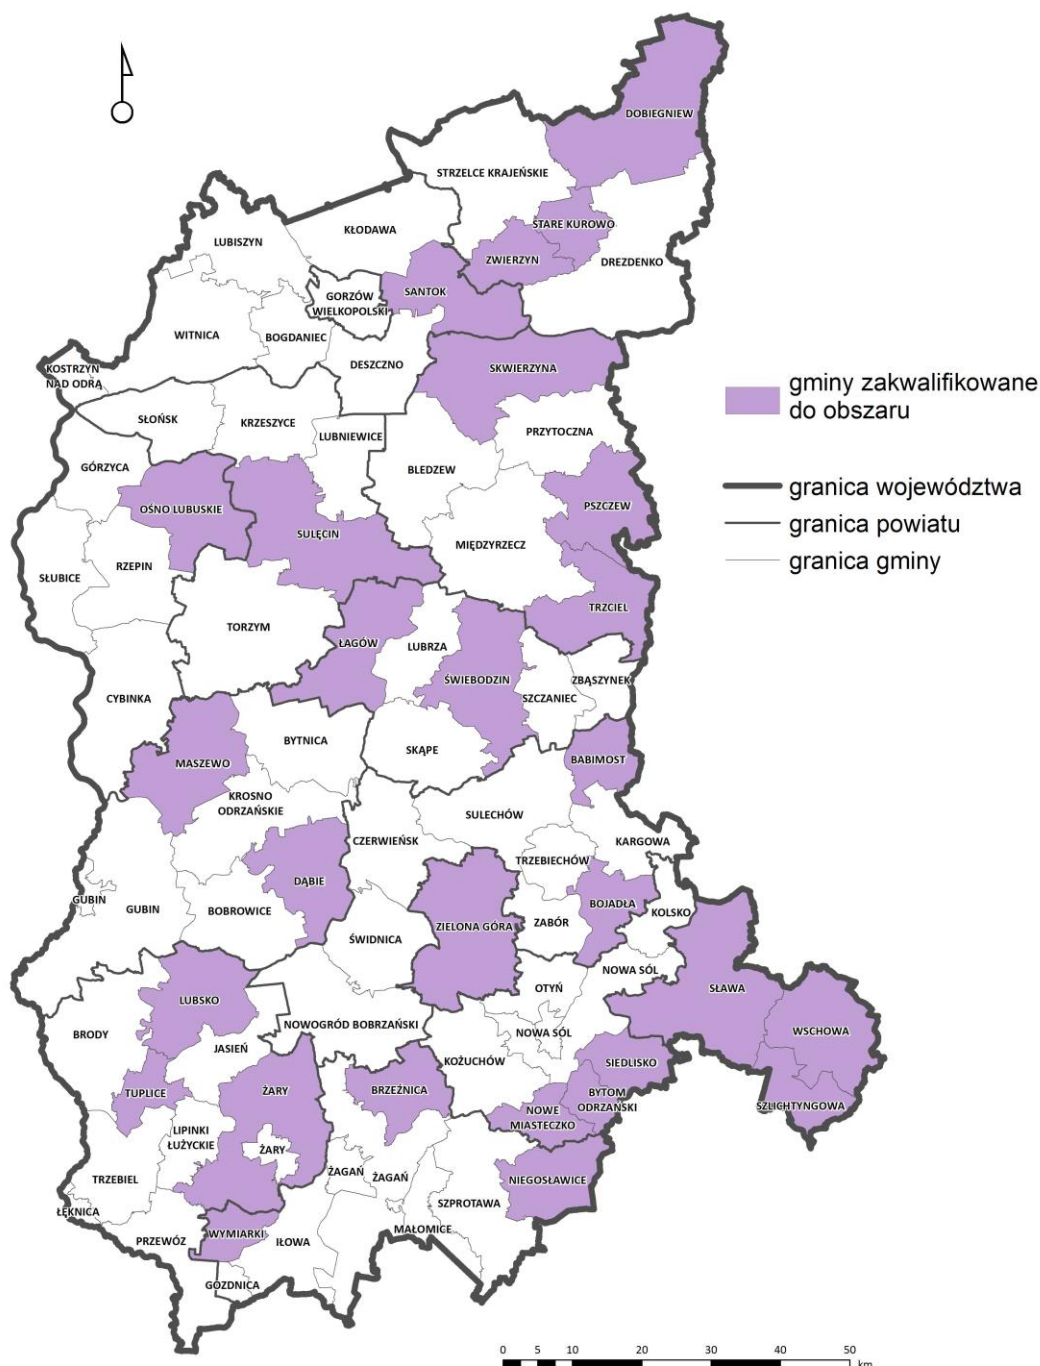 DOBIEGNIEW
STRZELCE KRAJEŃSKIE
STARE KUROWO
KŁODAWA
LUBISZYN
ZWIERZYN
DREZDENKO
SANTOK
GORZÓW
WIELKOPOLSKI
WITNICA
BOGDANIEC
DESZCZNO
KOSTRZYN
NAD ODRĄ
SKWIERZYNA
gminy zakwalifikowane
do obszaru
SŁOŃSK
KRZESZYCE
LUBNIEWICE
PRZYTOCZNA
GÓRZYCA
BLEDZEW
granica województwa
OŚNO LUBUSKIE
PSZCZEW
granica powiatu
SULĘCIN
MIĘDZYRZECZ
granica gminy
RZEPIN
SŁUBICE
TRZCIEL
TORZYM
ŁAGÓW
LUBRZA
ŚWIEBODZIN
ZBĄSZYNEK
CYBINKA
SZCZANIEC
BYTNICA
SKĄPE
MASZEWO
BABIMOST
KROSNO
ODRZAŃSKIE
SULECHÓW
CZERWIEŃSK
KARGOWA
TRZEBIECHÓW
DĄBIE
GUBIN
GUBIN
BOBROWICE
BOJADŁA
KOLSKO
ZIELONA GÓRA
ZABÓR
ŚWIDNICA
NOWA SÓL
OTYŃ
SŁAWA
LUBSKO
NOWOGRÓD BOBRZAŃSKI
WSCHOWA
BRODY
NOWA SÓL
JASIEŃ
KOŻUCHÓW
SIEDLISKO
TUPLICE
ŻARY
BRZEŹNICA
BYTOM
ODRZAŃSKI
SZLICHTYNGOWA
NOWE
MIASTECZKO
LIPINKI
ŁUŻYCKIE
ŻARY
ŻAGAŃ
ŻAGAŃ
TRZEBIEL
NIEGOSŁAWICE
SZPROTAWA
ŁĘKNICA
MAŁOMICE
WYMIARKI
PRZEWÓZ
IŁOWA
GOZDNICA
0 5 10 20 30 40 50
km